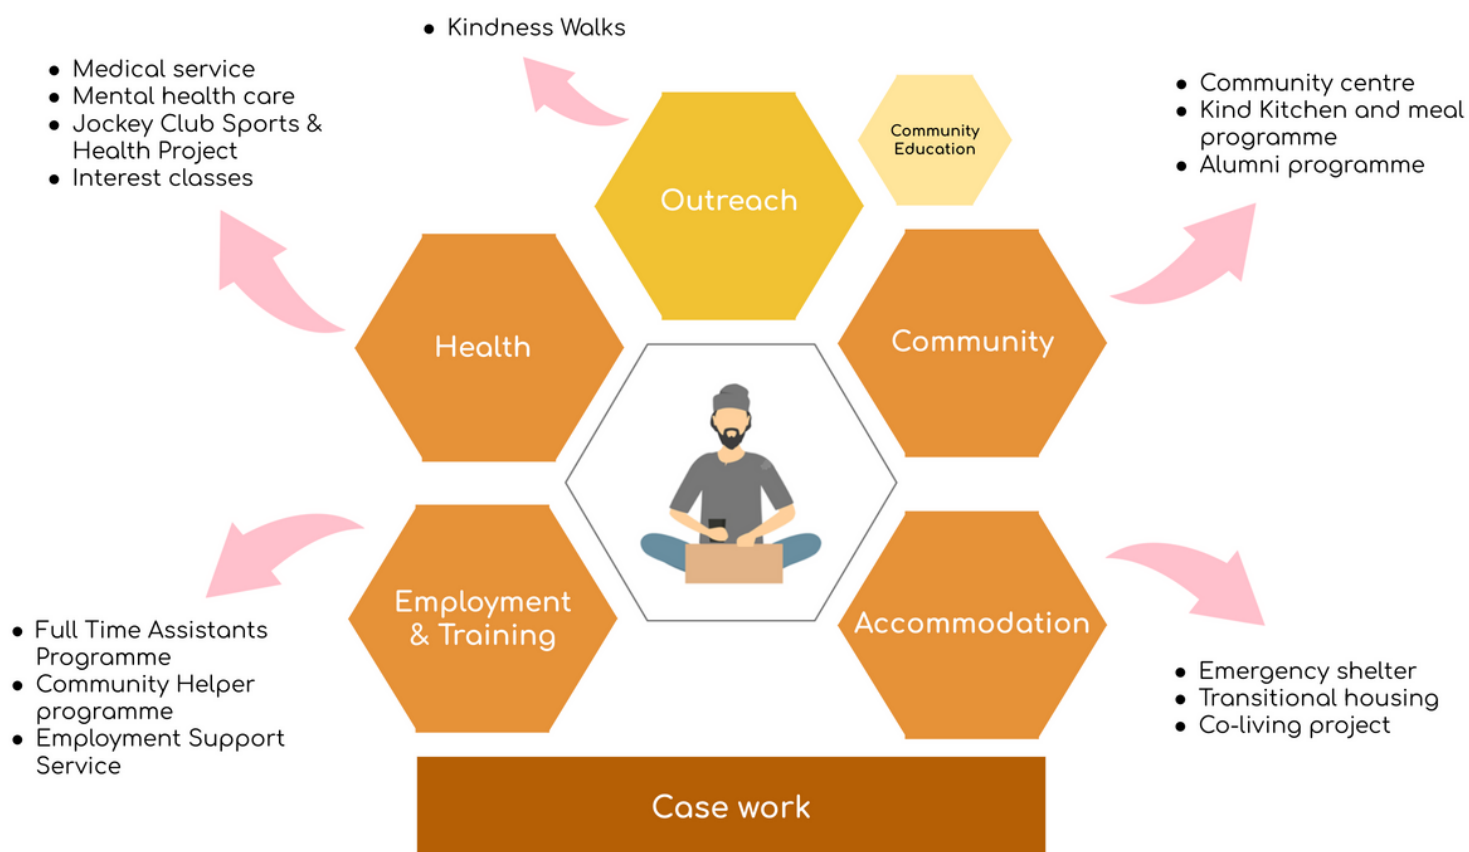 ● Kindness Walks
● Medical service
● Mental health care
● Jockey Club Sports &
Health Project
● Interest classes
● Community centre
● Kind Kitchen and meal
programme
● Alumni programme
Community
Education
Outreach
Health
Community
Employment
& Training
Accommodation
● Full Time Assistants
Programme
● Community Helper
programme
● Employment Support
Service
● Emergency shelter
● Transitional housing
● Co-living project
Case work